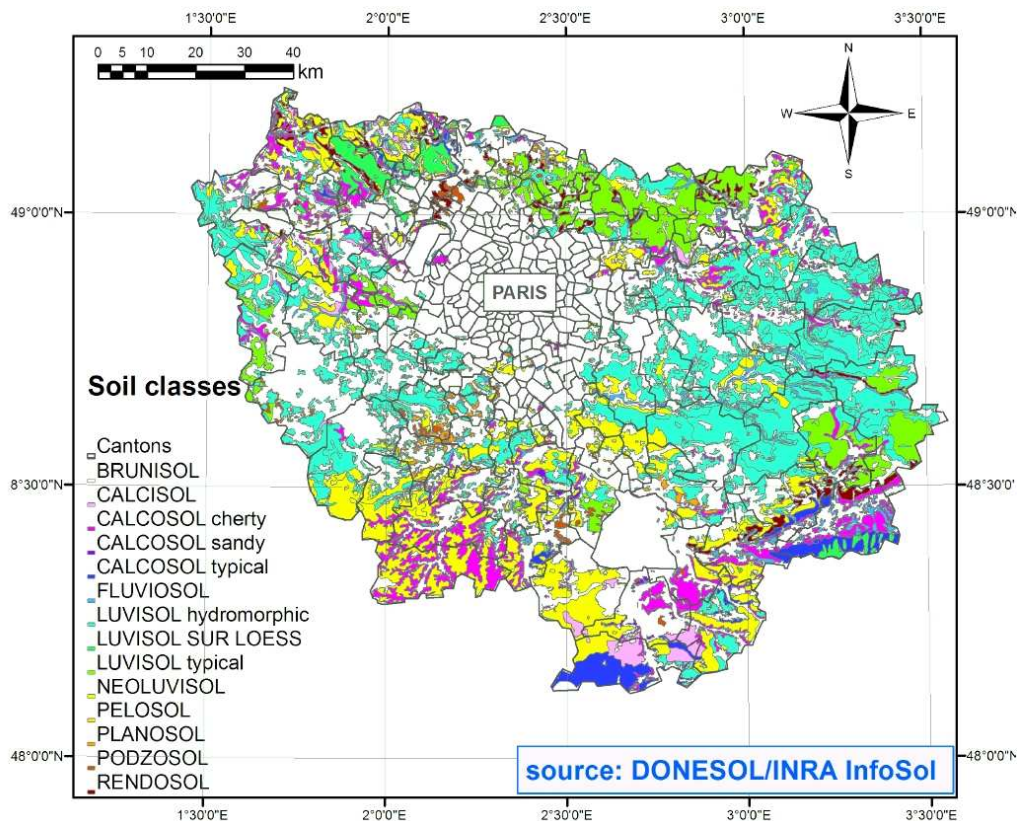 1°30'0"E 2°0'0"E 2°30'0"E 3°0'0"E 3°30'0"E
0 5 10 20 30 40
km
N
W E
S
49°0'0"N 49°0'0"N
PARIS
Soil classes
Cantons
BRUNISOL
8°30'0"N 48°30'0"N
CALCISOL
CALCOSOL cherty
CALCOSOL sandy
CALCOSOL typical
FLUVIOSOL
LUVISOL hydromorphic
LUVISOL SUR LOESS
LUVISOL typical
NEOLUVISOL
PELOSOL
PLANOSOL
PODZOSOL
RENDOSOL
48°0'0"N 48°0'0"N
source: DONESOL/INRA InfoSol
1°30'0"E 2°0'0"E 2°30'0"E 3°0'0"E 3°30'0"E